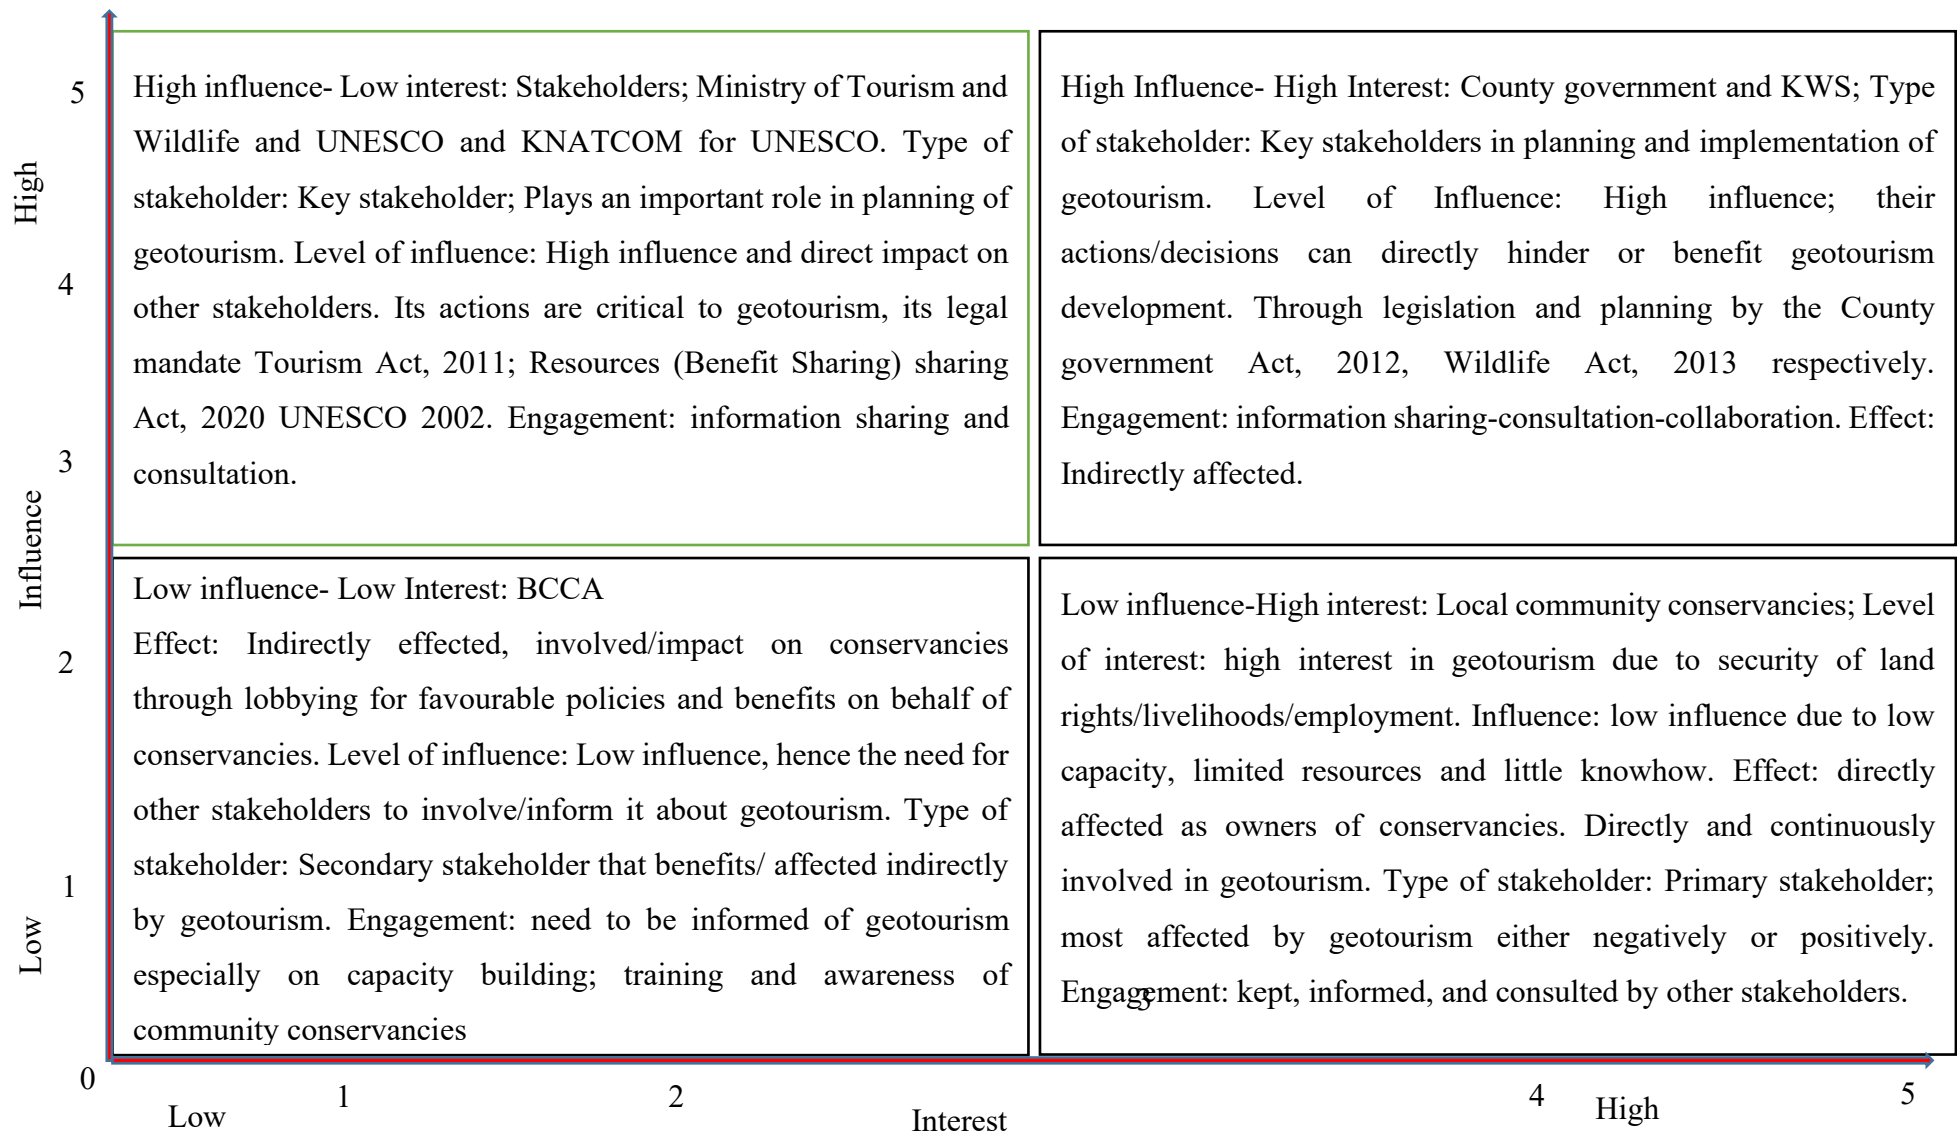 5
High
4
3
Influence
2
1
Low
0
High influence- Low interest: Stakeholders; Ministry of Tourism and
Wildlife and UNESCO and KNATCOM for UNESCO. Type of
stakeholder: Key stakeholder; Plays an important role in planning of
geotourism. Level of influence: High influence and direct impact on
other stakeholders. Its actions are critical to geotourism, its legal
mandate Tourism Act, 2011; Resources (Benefit Sharing) sharing
Act, 2020 UNESCO 2002. Engagement: information sharing and
consultation.
High Influence- High Interest: County government and KWS; Type
of stakeholder: Key stakeholders in planning and implementation of
geotourism. Level of Influence: High influence; their
actions/decisions can directly hinder or benefit geotourism
development. Through legislation and planning by the County
government Act, 2012, Wildlife Act, 2013 respectively.
Engagement: information sharing-consultation-collaboration. Effect:
Indirectly affected.
Low influence- Low Interest: BCCA
Effect: Indirectly effected, involved/impact on conservancies
through lobbying for favourable policies and benefits on behalf of
conservancies. Level of influence: Low influence, hence the need for
other stakeholders to involve/inform it about geotourism. Type of
stakeholder: Secondary stakeholder that benefits/ affected indirectly
by geotourism. Engagement: need to be informed of geotourism
especially on capacity building; training and awareness of
community conservancies
Low influence-High interest: Local community conservancies; Level
of interest: high interest in geotourism due to security of land
rights/livelihoods/employment. Influence: low influence due to low
capacity, limited resources and little knowhow. Effect: directly
affected as owners of conservancies. Directly and continuously
involved in geotourism. Type of stakeholder: Primary stakeholder;
most affected by geotourism either negatively or positively.
Engagement: kept, informed, and consulted by other stakeholders.
3
Low
1
2
Interest
4
High
5